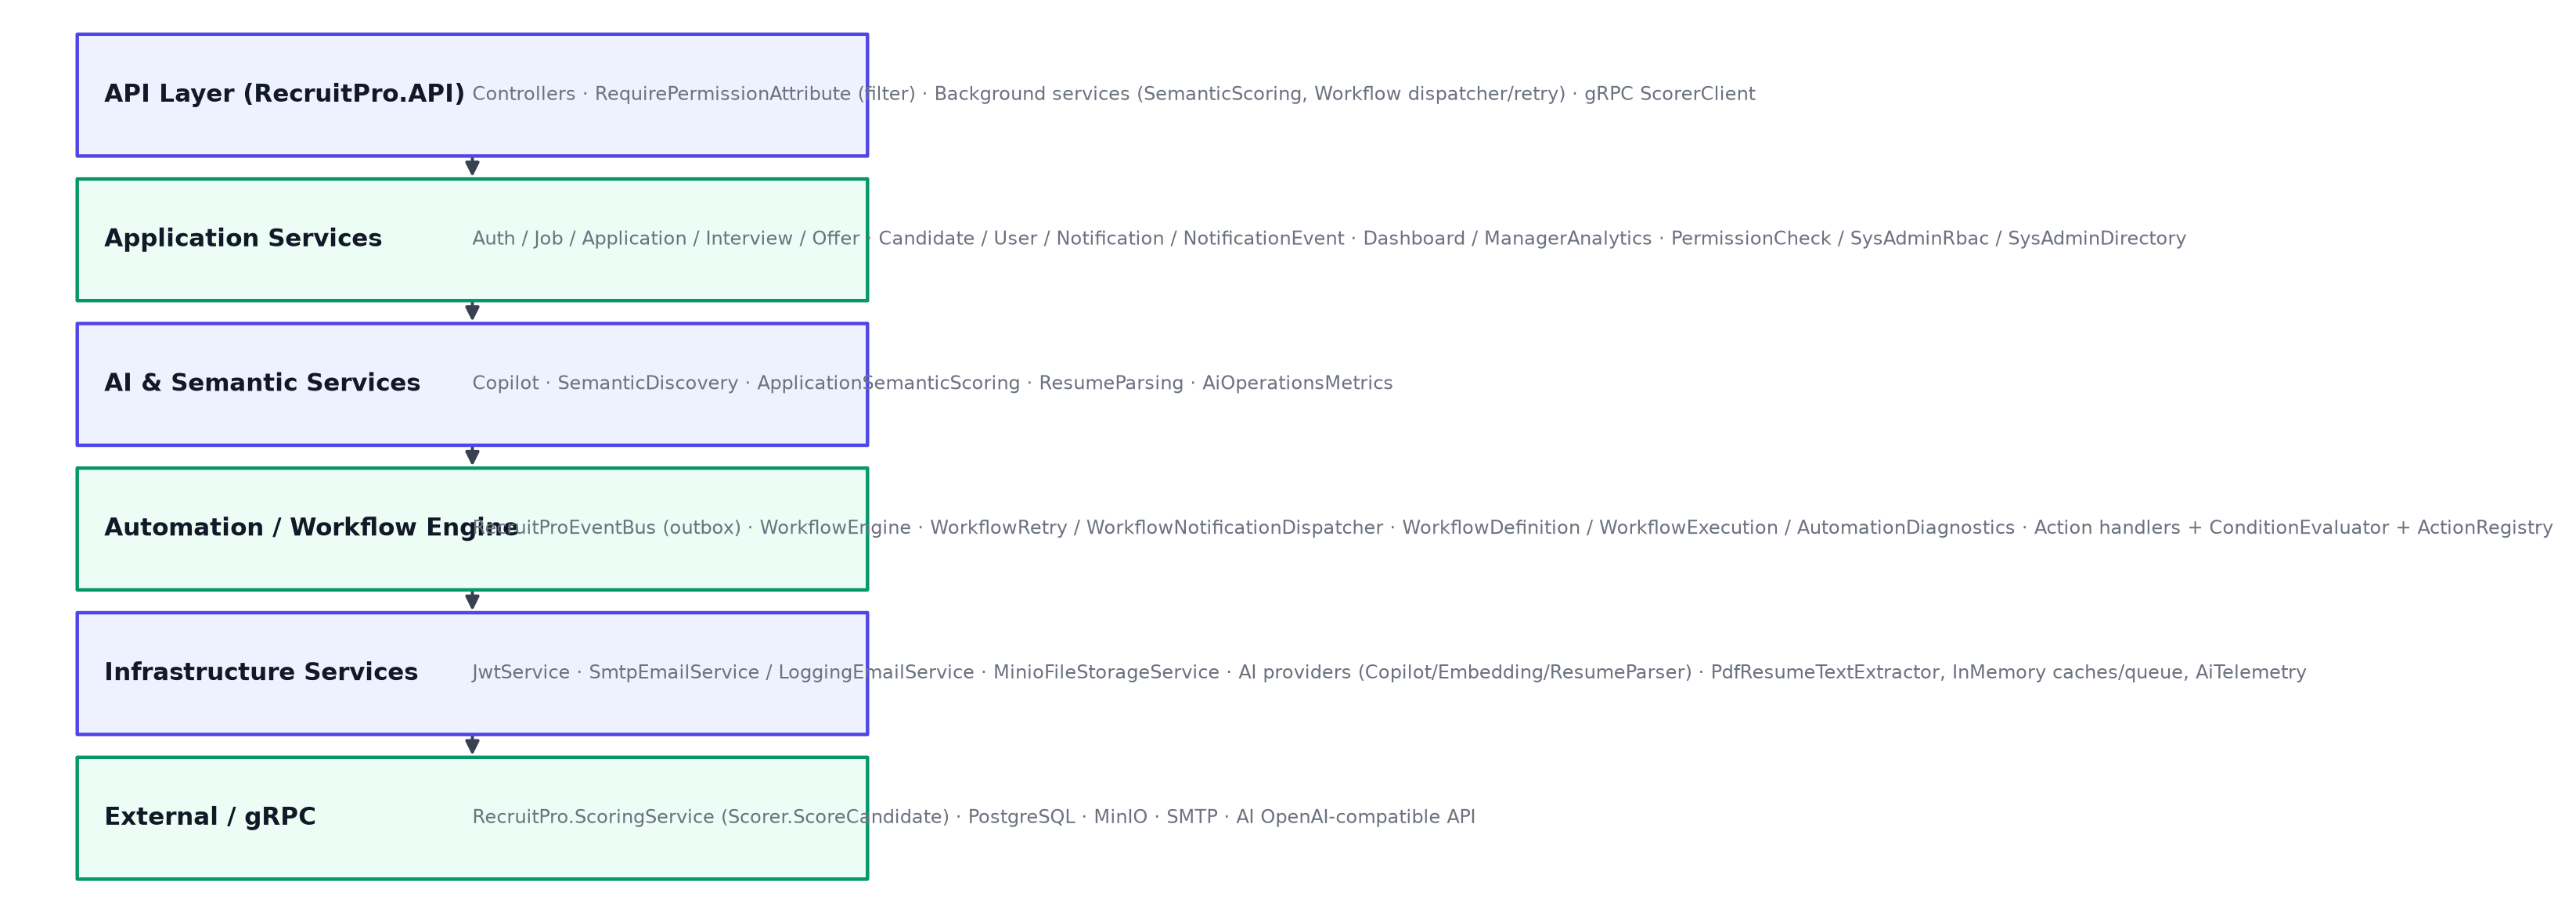 API Layer (RecruitPro.API) Controllers · RequirePermissionAttribute (filter) · Background services (SemanticScoring, Workflow dispatcher/retry) · gRPC ScorerClient
Application Services Auth / Job / Application / Interview / Offer · Candidate / User / Notification / NotificationEvent · Dashboard / ManagerAnalytics · PermissionCheck / SysAdminRbac / SysAdminDirectory
AI & Semantic Services Copilot · SemanticDiscovery · ApplicationSemanticScoring · ResumeParsing · AiOperationsMetrics
Automation / Workflow Engine RecruitProEventBus (outbox) · WorkflowEngine · WorkflowRetry / WorkflowNotificationDispatcher · WorkflowDefinition / WorkflowExecution / AutomationDiagnostics · Action handlers + ConditionEvaluator + ActionRegistry
Infrastructure Services JwtService · SmtpEmailService / LoggingEmailService · MinioFileStorageService · AI providers (Copilot/Embedding/ResumeParser) · PdfResumeTextExtractor, InMemory caches/queue, AiTelemetry
External / gRPC RecruitPro.ScoringService (Scorer.ScoreCandidate) · PostgreSQL · MinIO · SMTP · AI OpenAI-compatible API